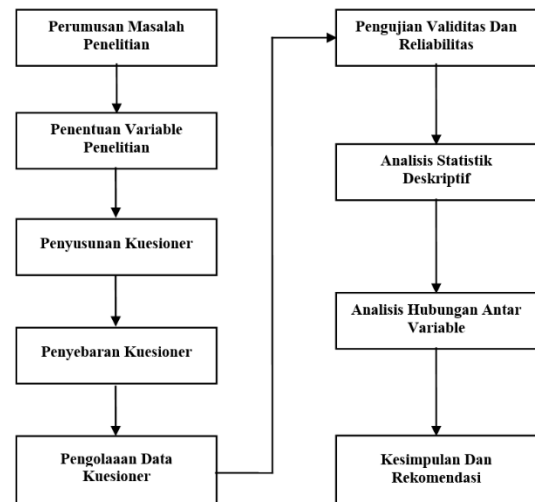 Perumusan Masalah
Penelitian
Penentuan Variable
Penelitian
Penyusunan Kuesioner
Penyebaran Kuesioner
Pengolaaan Data
Kuesioner
Pengujian Validitas Dan
Reliabilitas
Analisis Statistik
Deskriptif
Analisis Hubungan Antar
Variable
Kesimpulan Dan
Rekomendasi